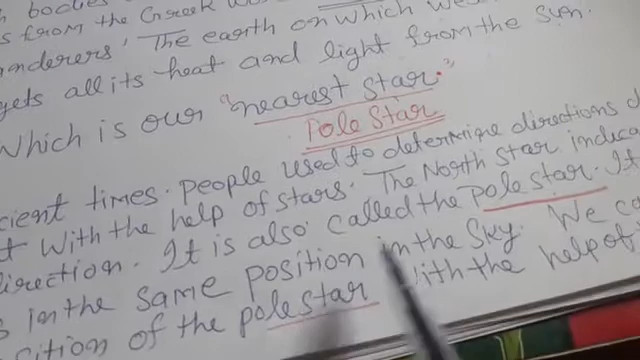 bodies
s from the Greek
anderers'. The earth on which we
gets all its heat and light from the sun.
Which is our "nearest star."
Pole Star
cient times. people used to determine directions
t with the help of stars. The North Star indica
direction. It is also called the pole star. It
s in the same position in the sky. We ca
sition of the pole star with the help of